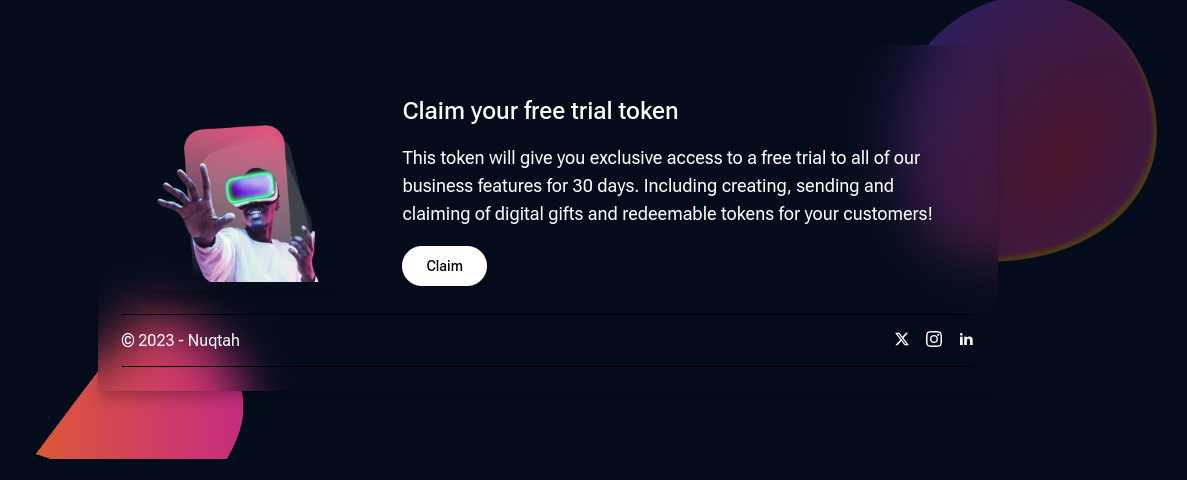 Claim your free trial token
This token will give you exclusive access to a free trial to all of our
business features for 30 days. Including creating, sending and
claiming of digital gifts and redeemable tokens for your customers!
Claim
© 2023 - Nuqtah